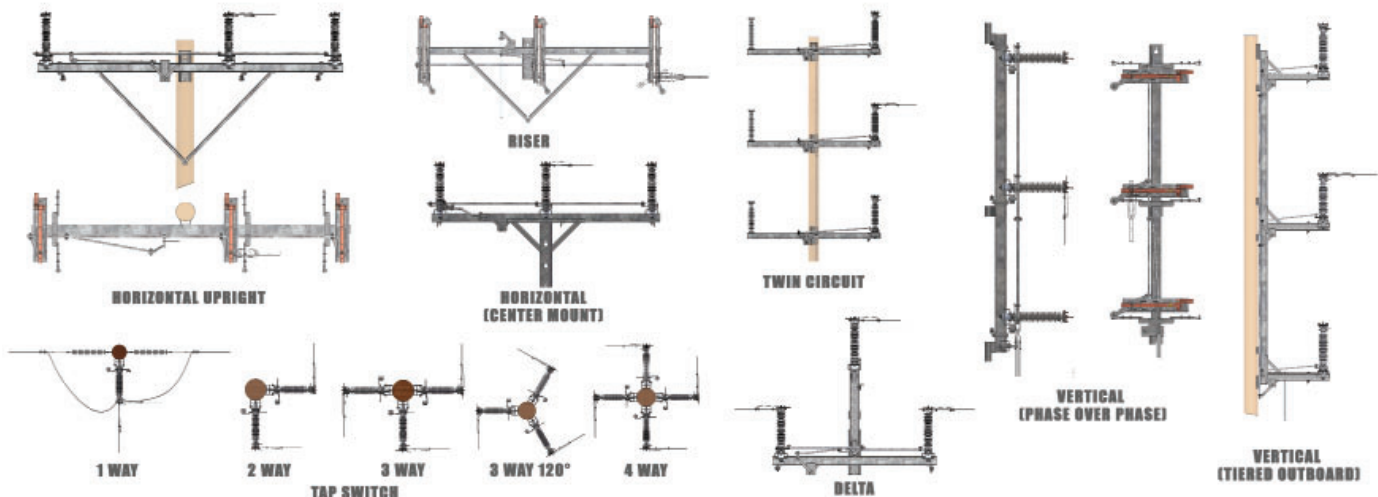 RISER
HORIZONTAL UPRIGHT
HORIZONTAL
(CENTER MOUNT)
TWIN CIRCUIT
VERTICAL
(PHASE OVER PHASE)
VERTICAL
(TIERED OUTBOARD)
1 WAY
2 WAY
3 WAY
3 WAY 120°
4 WAY
TAP SWITCH
DELTA